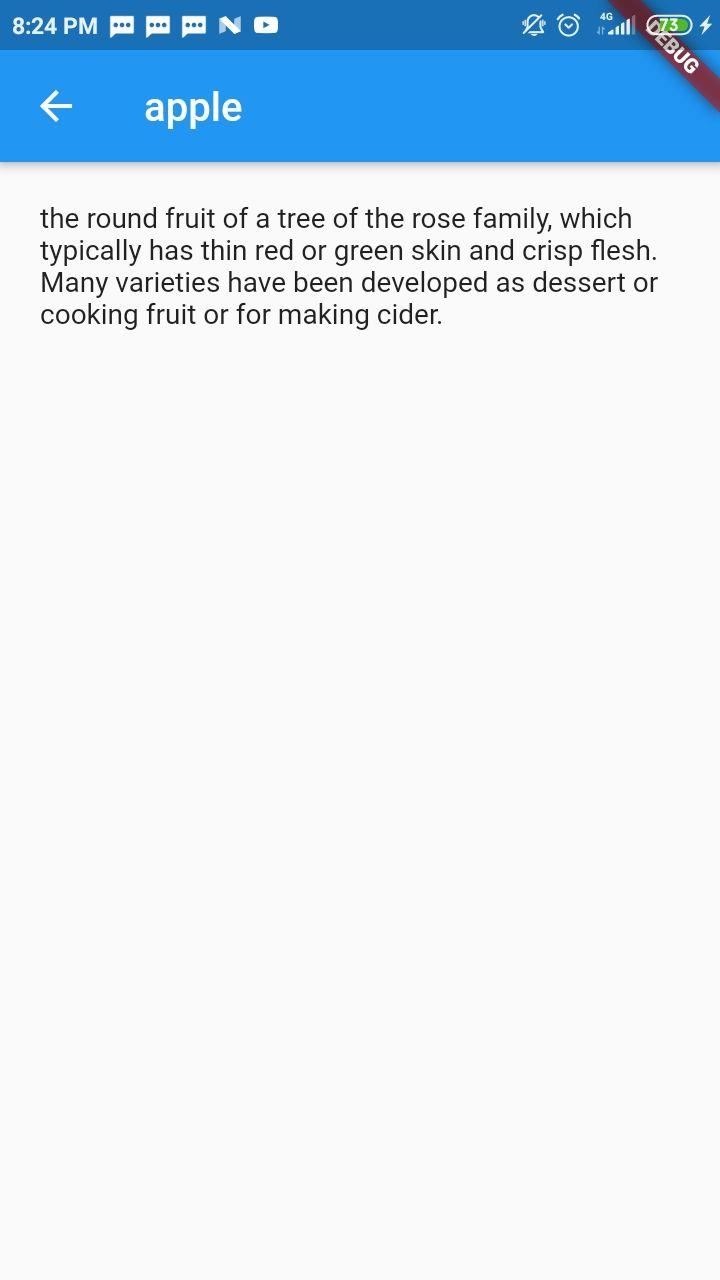 8:24 PM 4G 73
DEBUG
apple
the round fruit of a tree of the rose family, which
typically has thin red or green skin and crisp flesh.
Many varieties have been developed as dessert or
cooking fruit or for making cider.